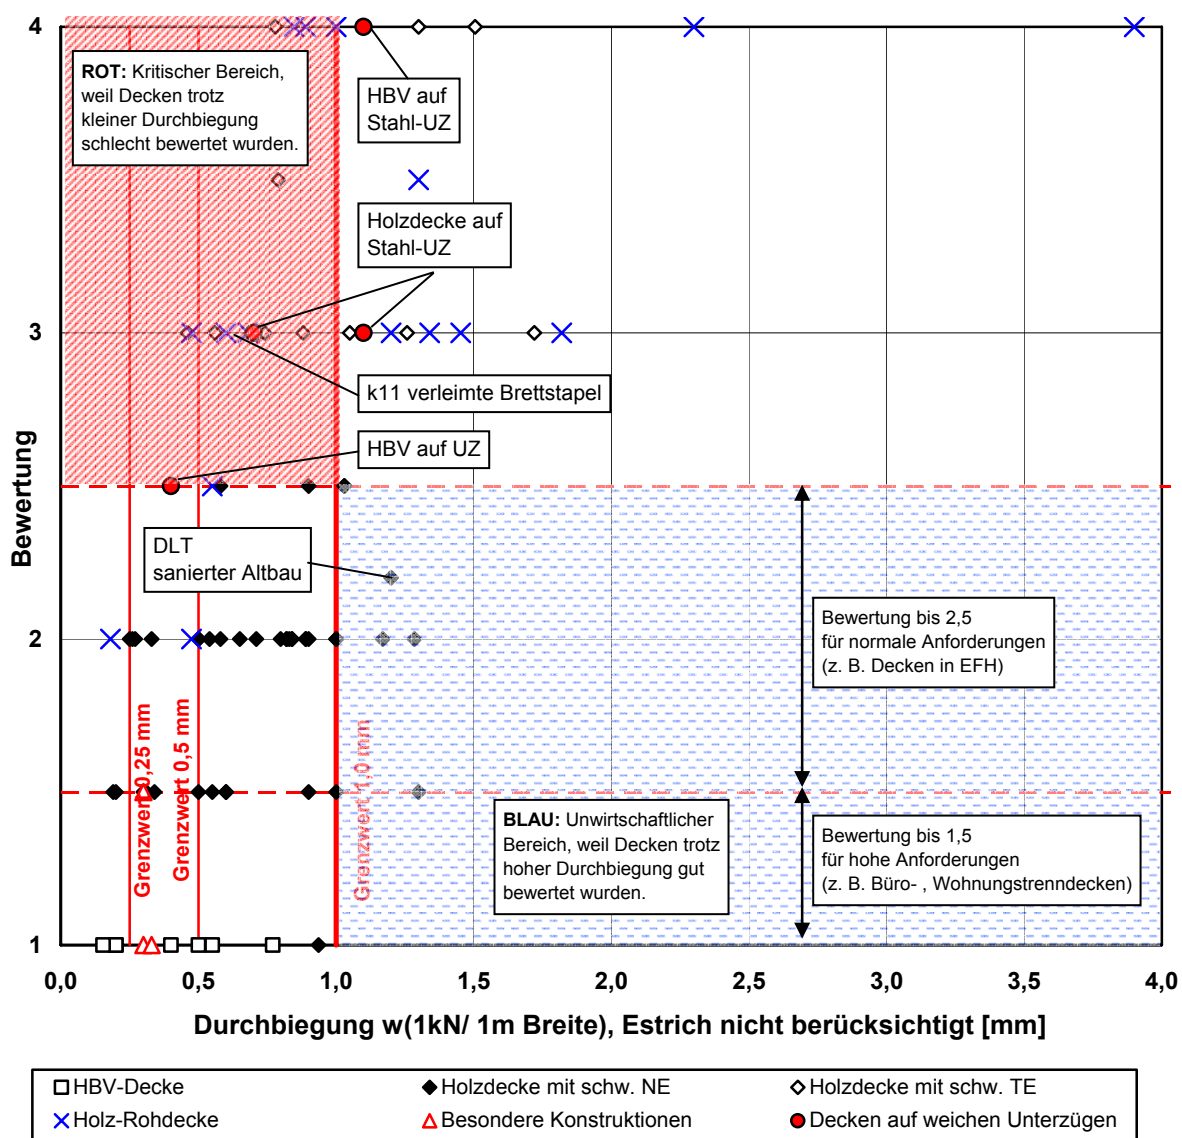 4
ROT: Kritischer Bereich,
weil Decken trotz
kleiner Durchbiegung
schlecht bewertet wurden.
HBV auf
Stahl-UZ
Holzdecke auf
Stahl-UZ
3
k11 verleimte Brettstapel
HBV auf UZ
Bewertung
DLT
sanierter Altbau
Bewertung bis 2,5
für normale Anforderungen
(z. B. Decken in EFH)
2
Grenzwert 0,25 mm
Grenzwert 0,5 mm
Grenzwert 1,0 mm
BLAU: Unwirtschaftlicher
Bereich, weil Decken trotz
hoher Durchbiegung gut
bewertet wurden.
Bewertung bis 1,5
für hohe Anforderungen
(z. B. Büro- , Wohnungstrenndecken)
1
0,0 0,5 1,0 1,5 2,0 2,5 3,0 3,5 4,0
Durchbiegung w(1kN/ 1m Breite), Estrich nicht berücksichtigt [mm]
HBV-Decke Holzdecke mit schw. NE Holzdecke mit schw. TE
Holz-Rohdecke Besondere Konstruktionen Decken auf weichen Unterzügen